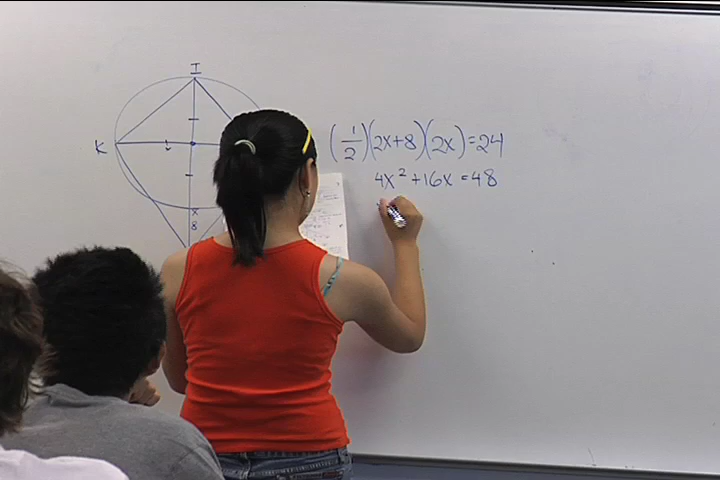 I
K
x
8
(1/2)(2x+8)(2x)=24
4x²+16x=48